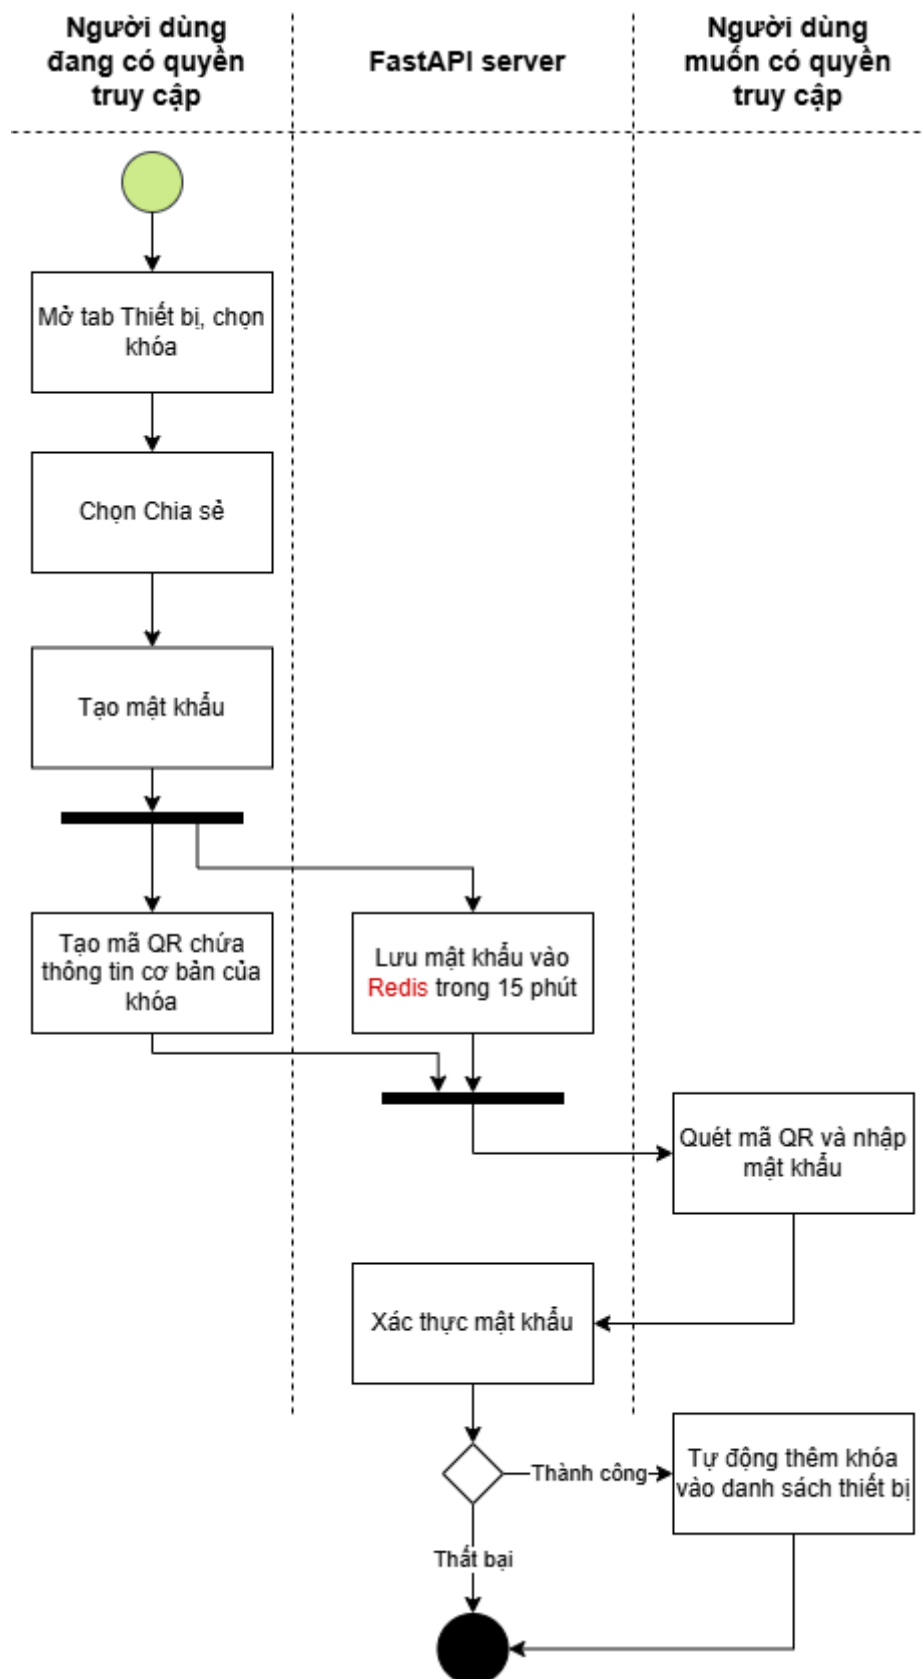 Người dùng
đang có quyền
truy cập
FastAPI server
Người dùng
muốn có quyền
truy cập
Mở tab Thiết bị, chọn
khóa
Chọn Chia sẻ
Tạo mật khẩu
Tạo mã QR chứa
thông tin cơ bản của
khóa
Lưu mật khẩu vào
Redis trong 15 phút
Quét mã QR và nhập
mật khẩu
Xác thực mật khẩu
Thành công
Tự động thêm khóa
vào danh sách thiết bị
Thất bại